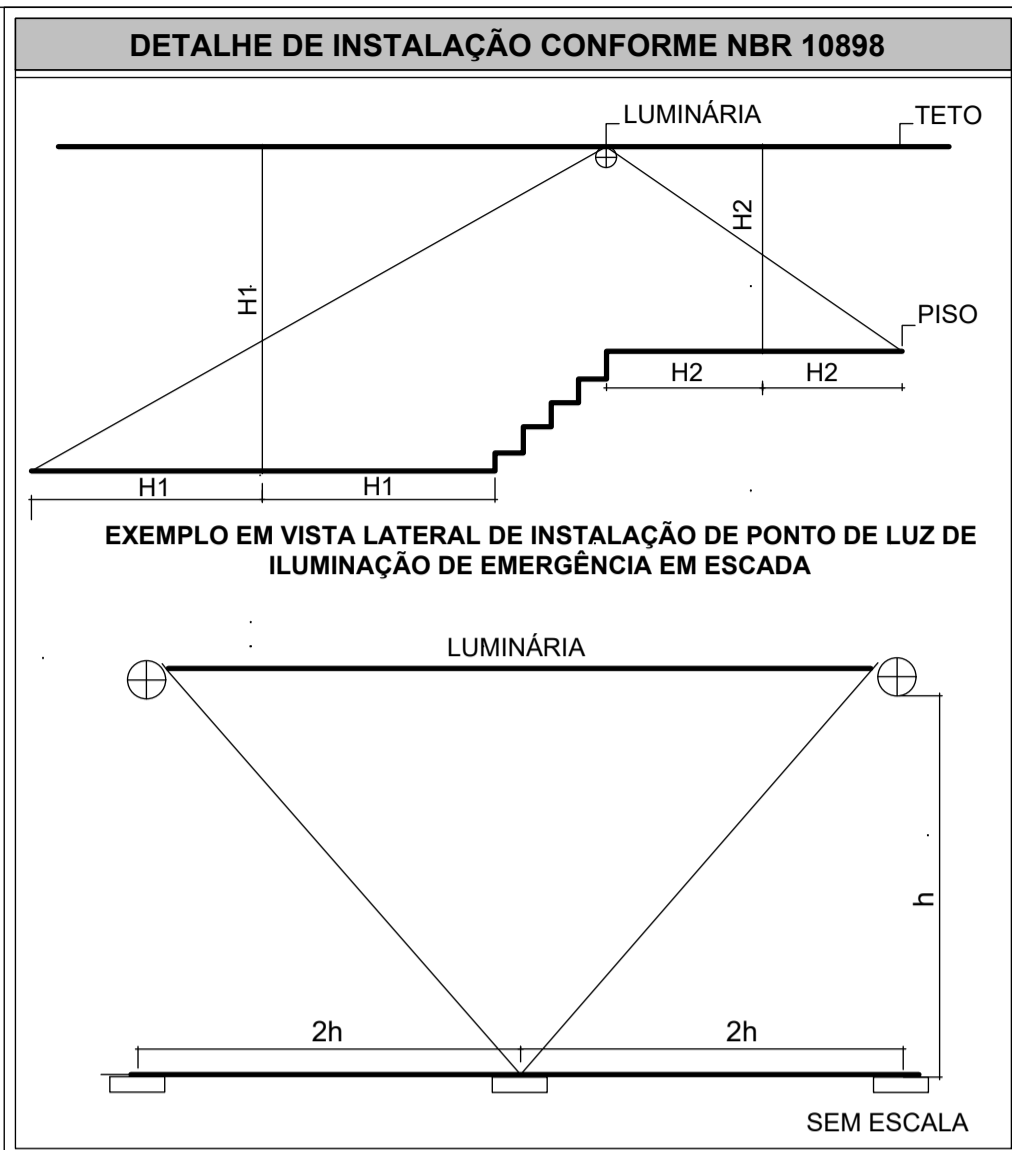 DETALHE DE INSTALAÇÃO CONFORME NBR 10898
LUMINÁRIA
TETO
H2
H1
PISO
H2
H2
H1
H1
EXEMPLO EM VISTA LATERAL DE INSTALAÇÃO DE PONTO DE LUZ DE
ILUMINAÇÃO DE EMERGÊNCIA EM ESCADA
LUMINÁRIA
h
2h
2h
SEM ESCALA